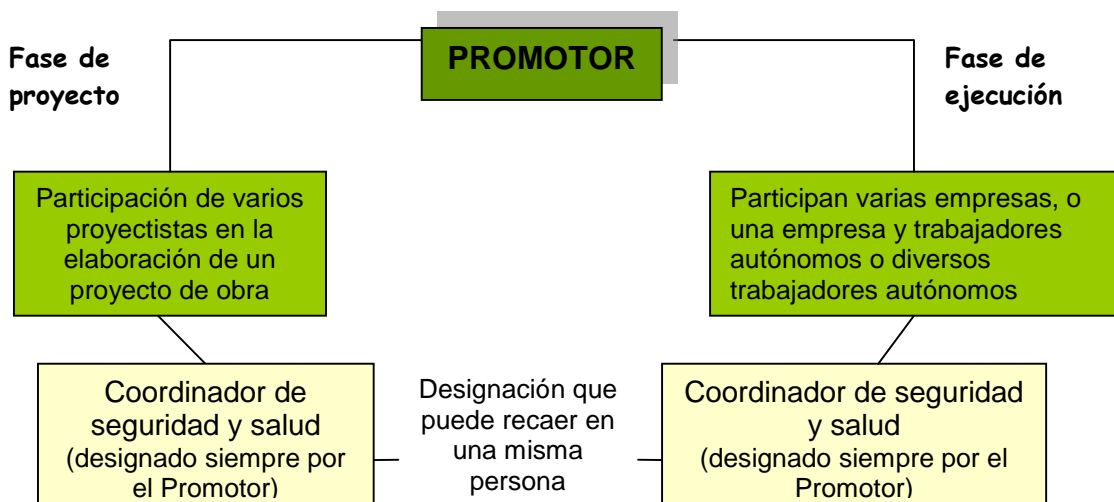 PROMOTOR
Fase de
proyecto
Fase de
ejecución
Participación de varios
proyectistas en la
elaboración de un
proyecto de obra
Participan varias empresas, o
una empresa y trabajadores
autónomos o diversos
trabajadores autónomos
Coordinador de
seguridad y salud
(designado siempre por
el Promotor)
Designación que
puede recaer en
una misma
persona
Coordinador de seguridad
y salud
(designado siempre por el
Promotor)